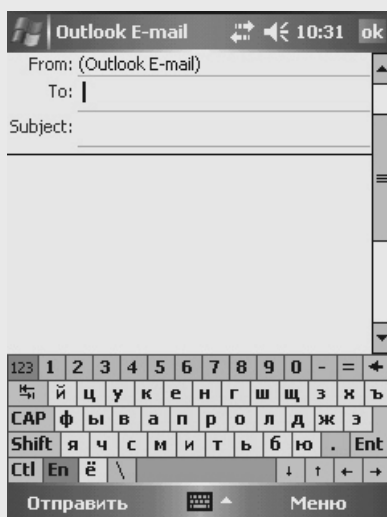 Outlook E-mail 10:31 ok
From: (Outlook E-mail)
To:
Subject:
123 1 2 3 4 5 6 7 8 9 0 - =
й ц у к е н г ш щ з х ъ
CAP ф ы в а п р о л д ж э
Shift я ч с м и т ь б ю . Ent
Ctl En ё \
Отправить Меню